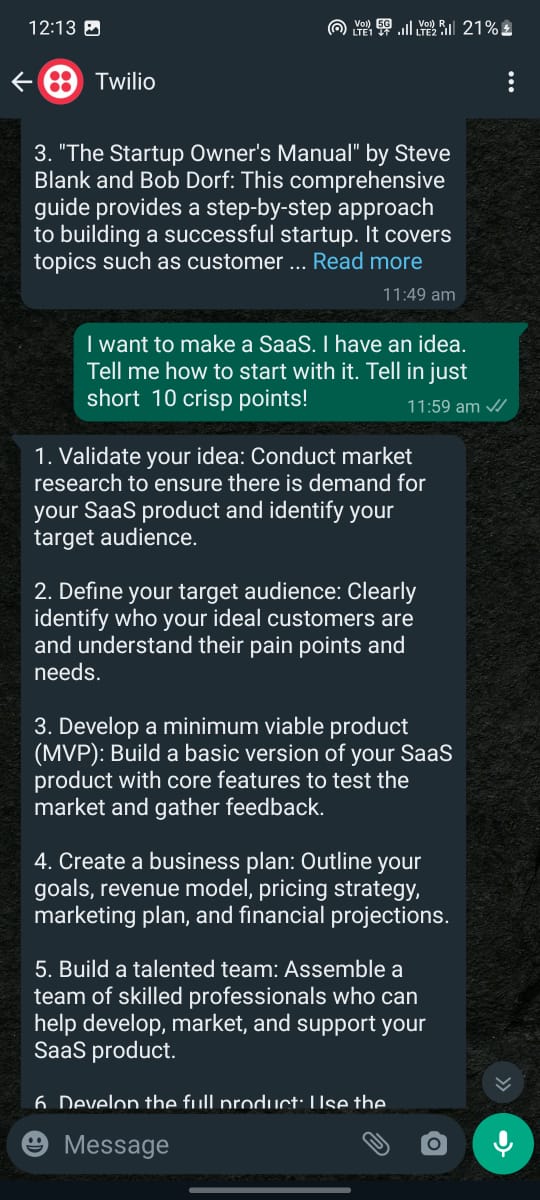 12:13
Vo) LTE1 5G Vo) LTE2 R 21%
Twilio
3. "The Startup Owner's Manual" by Steve
Blank and Bob Dorf: This comprehensive
guide provides a step-by-step approach
to building a successful startup. It covers
topics such as customer ... Read more
11:49 am
I want to make a SaaS. I have an idea.
Tell me how to start with it. Tell in just
short 10 crisp points!
11:59 am
1. Validate your idea: Conduct market
research to ensure there is demand for
your SaaS product and identify your
target audience.
2. Define your target audience: Clearly
identify who your ideal customers are
and understand their pain points and
needs.
3. Develop a minimum viable product
(MVP): Build a basic version of your SaaS
product with core features to test the
market and gather feedback.
4. Create a business plan: Outline your
goals, revenue model, pricing strategy,
marketing plan, and financial projections.
5. Build a talented team: Assemble a
team of skilled professionals who can
help develop, market, and support your
SaaS product.
6. Develop the full product: Use the
Message